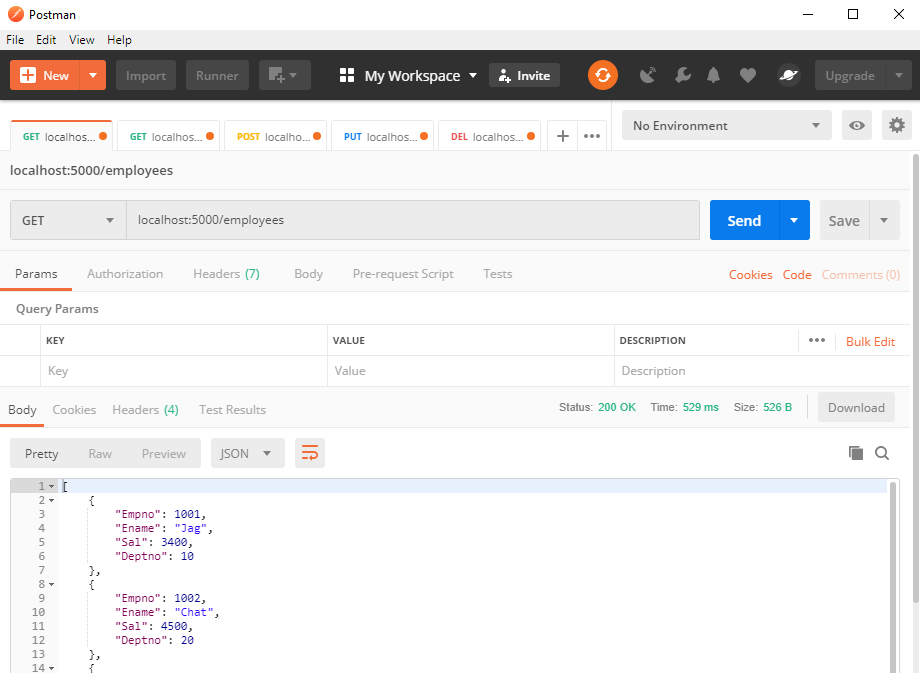 Postman
File Edit View Help
New Import Runner My Workspace Invite Upgrade
GET localhos... GET localhos... POST localho... PUT localhos... DEL localhos... + ••• No Environment
localhost:5000/employees
GET localhost:5000/employees Send Save
Params Authorization Headers (7) Body Pre-request Script Tests Cookies Code Comments (0)
Query Params
KEY VALUE DESCRIPTION ••• Bulk Edit
Key Value Description
Body Cookies Headers (4) Test Results Status: 200 OK Time: 529 ms Size: 526 B Download
Pretty Raw Preview JSON
1 [
2 {
3 "Empno": 1001,
4 "Ename": "Jag",
5 "Sal": 3400,
6 "Deptno": 10
7 },
8 {
9 "Empno": 1002,
10 "Ename": "Chat",
11 "Sal": 4500,
12 "Deptno": 20
13 },
14 {